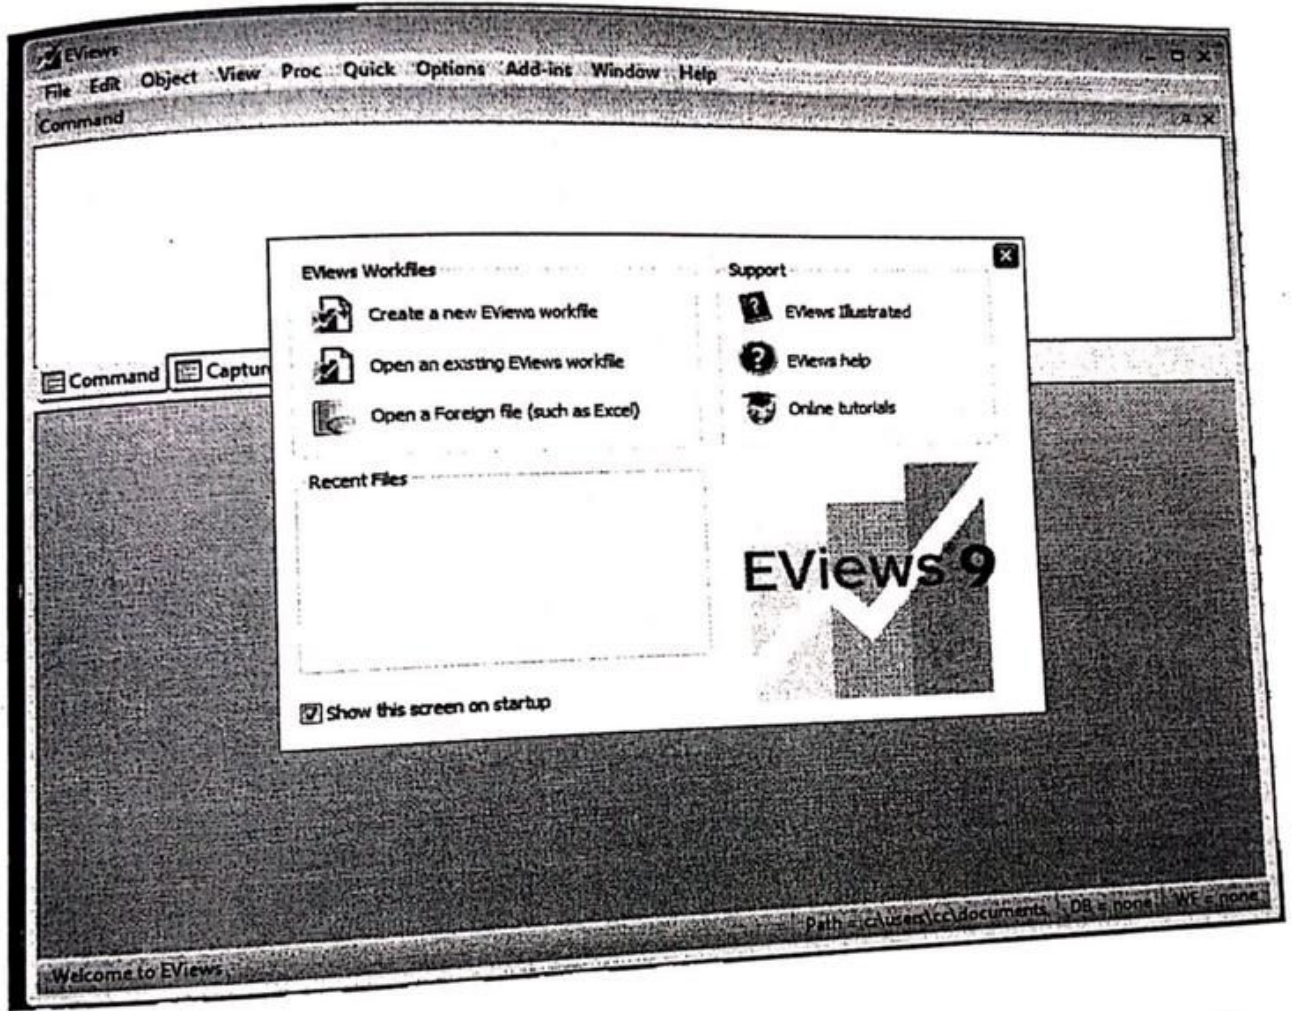 EViews
File Edit Object View Proc Quick Options Add-ins Window Help
Command
EViews Workfiles
Create a new EViews workfile
Open an existing EViews workfile
Open a Foreign file (such as Excel)
Support
EViews Illustrated
EViews help
Online tutorials
Command Captur
Recent Files
EViews 9
Show this screen on startup
Welcome to EViews
Path = c:\users\cc\documents DB = none WF = none